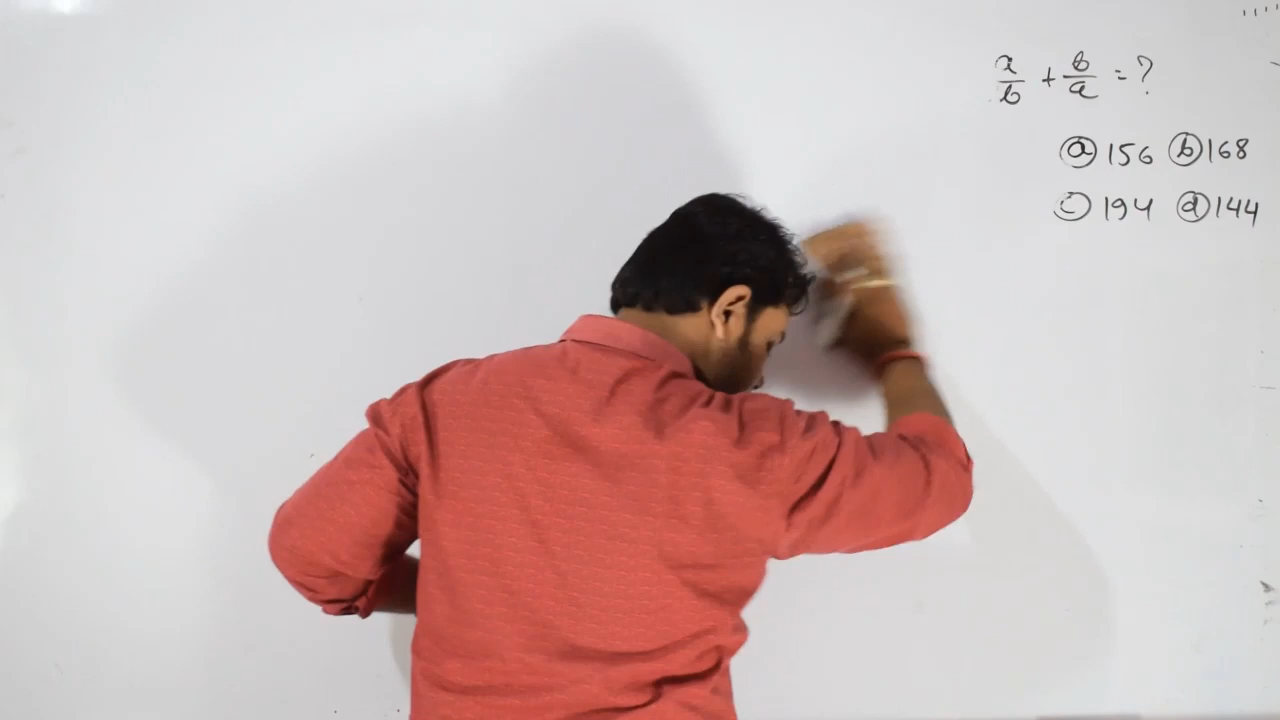 a/b + b/a = ?
ⓐ 156 ⓑ 168
ⓒ 194 ⓓ 144